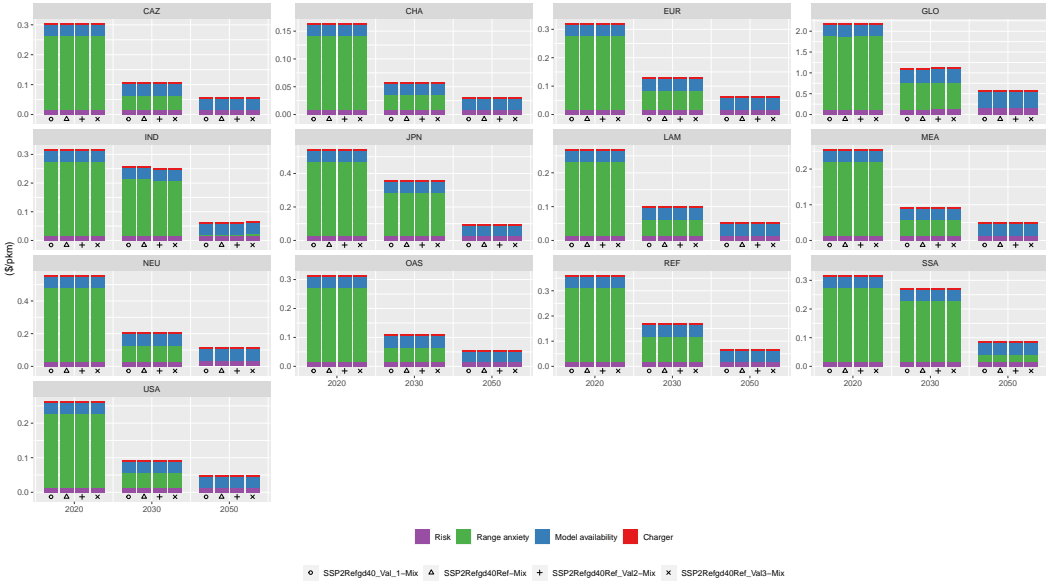 CAZ CHA EUR GLO
0.3 0.15 0.3 2.0
0.2 0.10 0.2 1.5
0.1 0.05 0.1 1.0
0.0 0.00 0.0 0.5
0.0
IND JPN LAM MEA
0.3 0.4 0.2 0.2
0.2 0.2 0.1 0.1
0.1 0.0 0.0 0.0
0.0
($/pkm)
NEU OAS REF SSA
0.4 0.3 0.3 0.3
0.2 0.2 0.2 0.2
0.0 0.1 0.1 0.1
0.0 0.0 0.0
2020 2030 2050 2020 2030 2050 2020 2030 2050
USA
0.2
0.1
0.0
2020 2030 2050
Risk Range anxiety Model availability Charger
SSP2Refgd40_Val_1−Mix SSP2Refgd40Ref−Mix SSP2Refgd40Ref_Val2−Mix SSP2Refgd40Ref_Val3−Mix